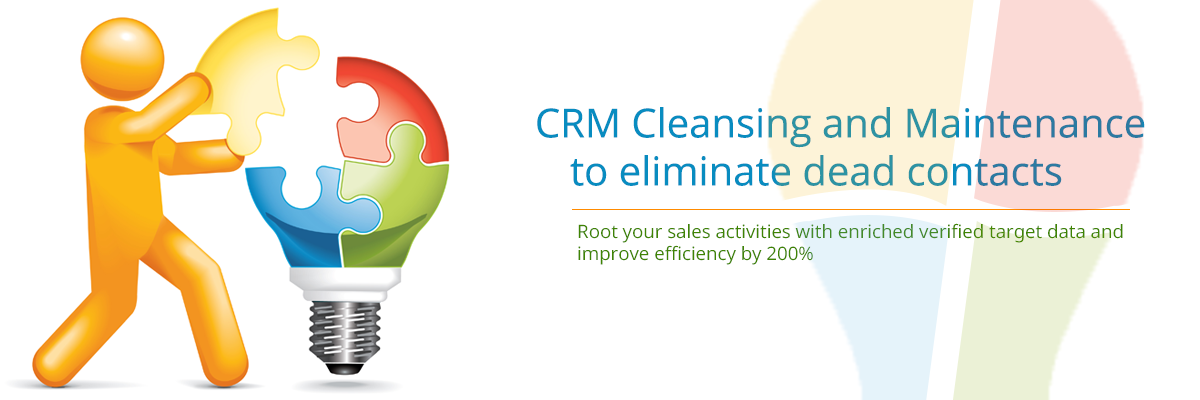 CRM Cleansing and Maintenance
to eliminate dead contacts
Root your sales activities with enriched verified target data and
improve efficiency by 200%